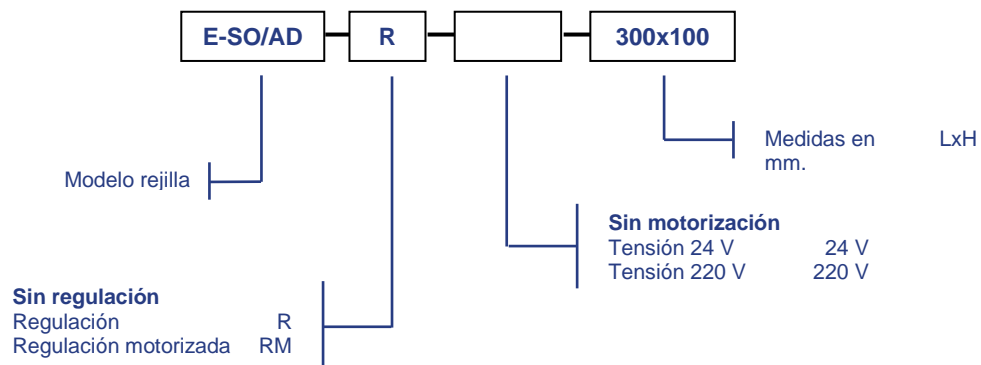 E-SO/AD R 300x100
Medidas en mm. LxH
Modelo rejilla
Sin motorización
Tensión 24 V 24 V
Tensión 220 V 220 V
Sin regulación
Regulación R
Regulación motorizada RM